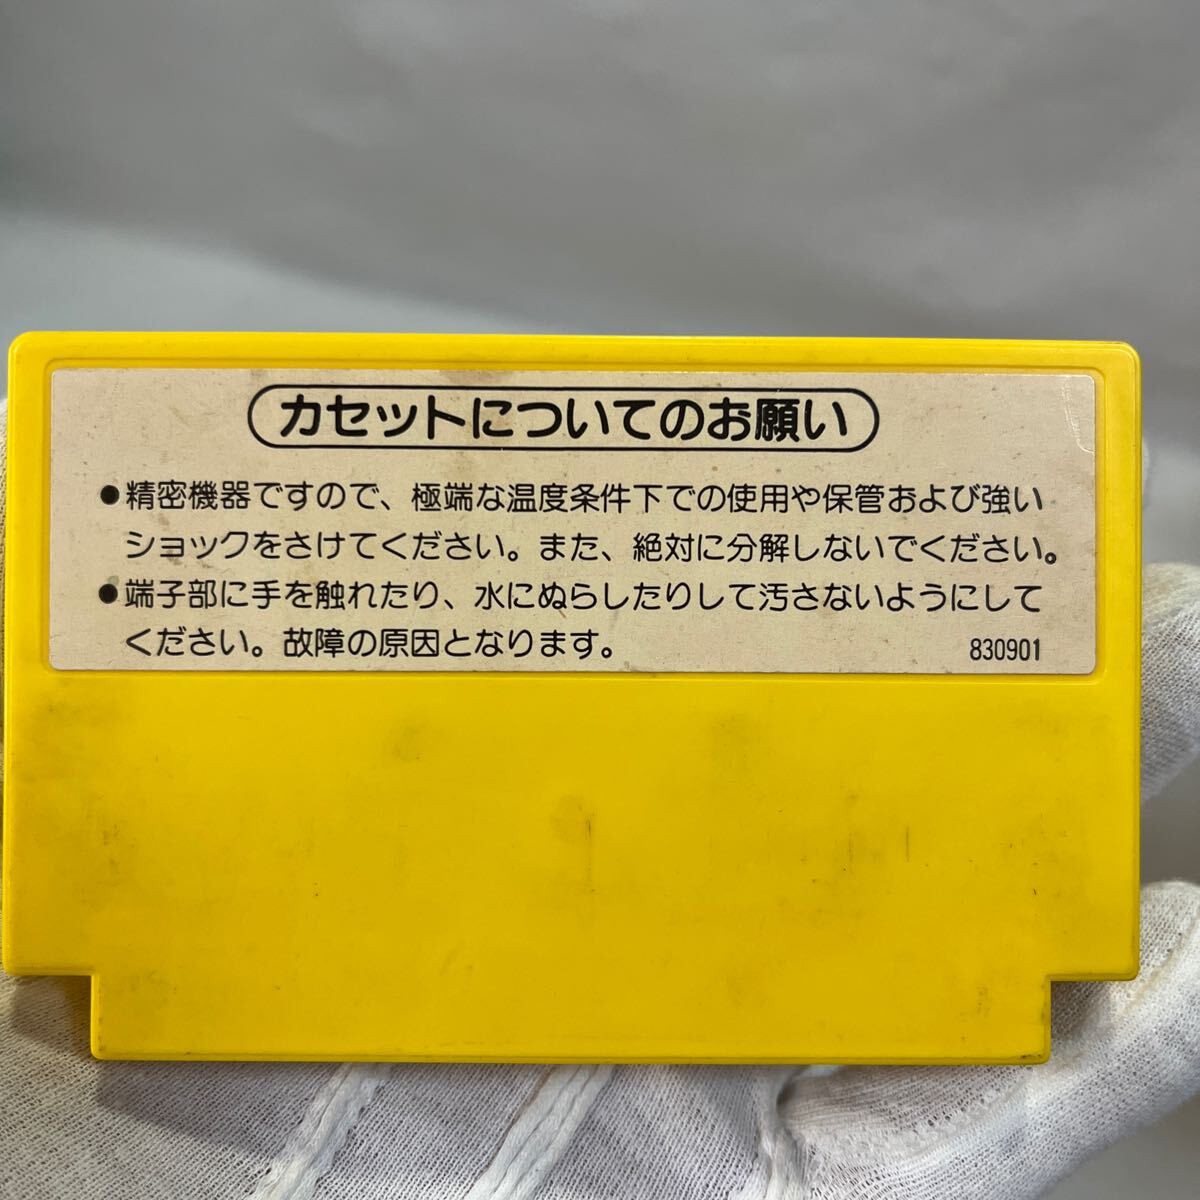 カセットについてのお願い
●精密機器ですので、極端な温度条件下での使用や保管および強い
ショックをさけてください。また、絶対に分解しないでください。
●端子部に手を触れたり、水にぬらしたりして汚さないようにして
ください。故障の原因となります。
830901